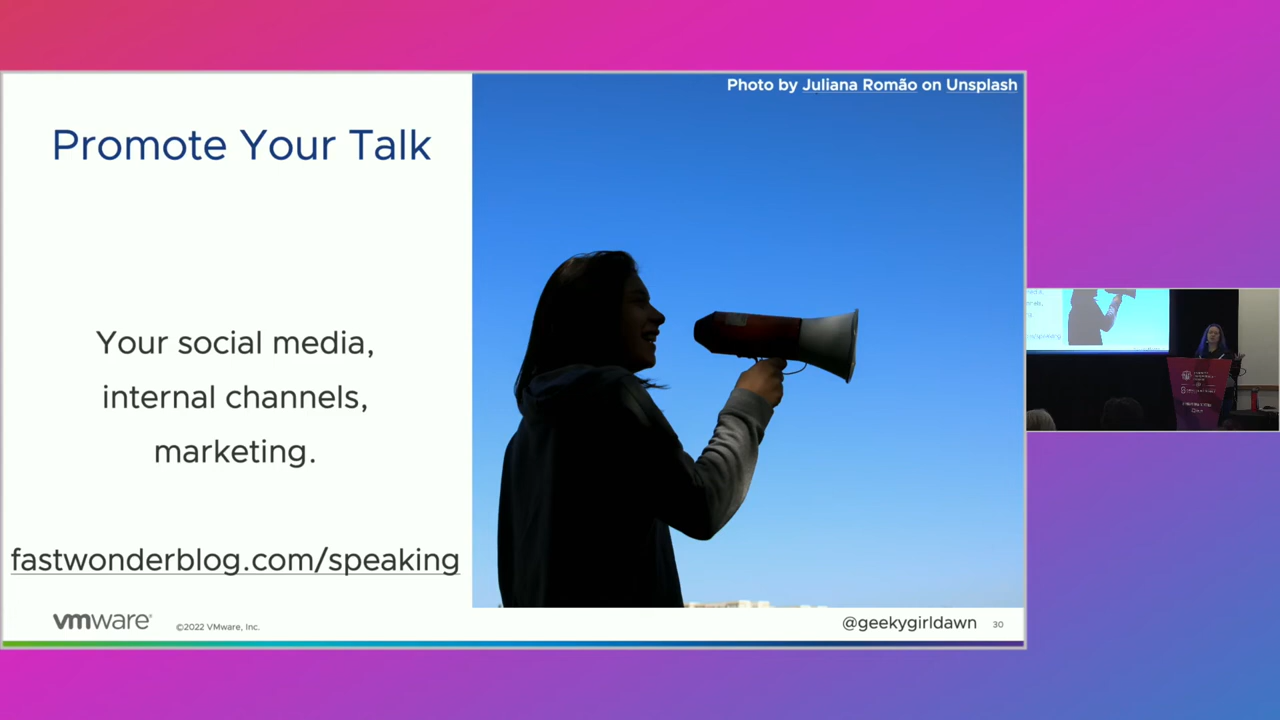 Photo by Juliana Romão on Unsplash
Promote Your Talk
Your social media,
internal channels,
marketing.
fastwonderblog.com/speaking
vmware®
©2022 VMware, Inc.
@geekygirldawn
30